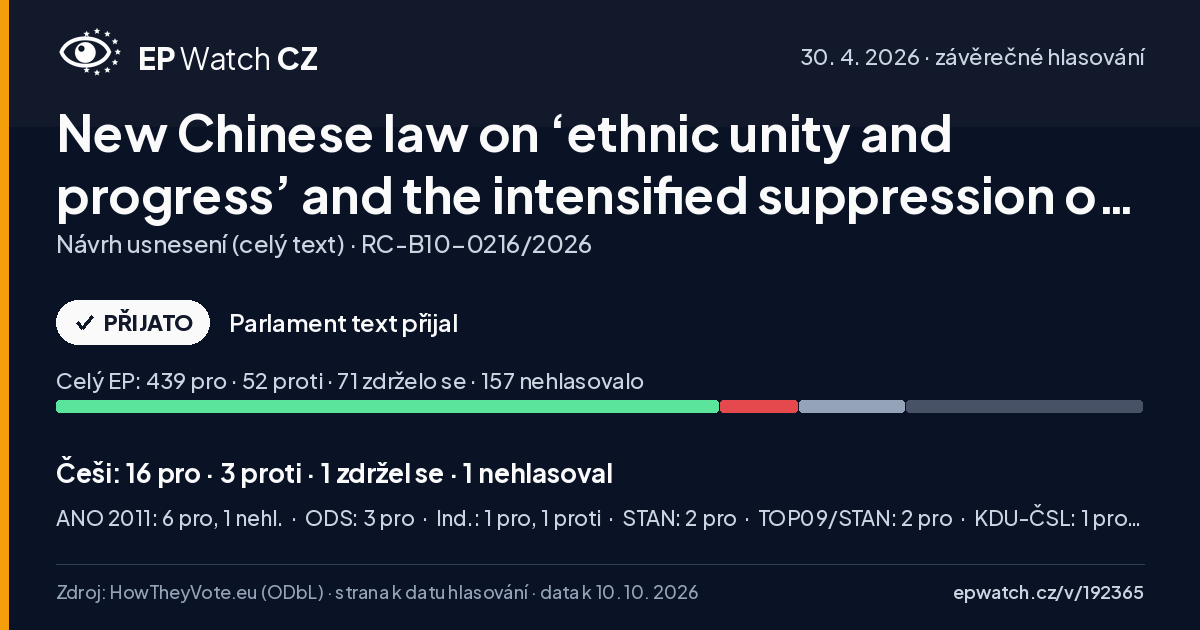 EP Watch CZ
30. 4. 2026 · závěrečné hlasování
New Chinese law on ‘ethnic unity and
progress’ and the intensified suppression o…
Návrh usnesení (celý text) · RC-B10-0216/2026
✓ PŘIJATO
Parlament text přijal
Celý EP: 439 pro · 52 proti · 71 zdrželo se · 157 nehlasovalo
Češi: 16 pro · 3 proti · 1 zdržel se · 1 nehlasoval
ANO 2011: 6 pro, 1 nehl. · ODS: 3 pro · Ind.: 1 pro, 1 proti · STAN: 2 pro · TOP09/STAN: 2 pro · KDU-ČSL: 1 pro…
Zdroj: HowTheyVote.eu (ODbL) · strana k datu hlasování · data k 10. 10. 2026
epwatch.cz/v/192365